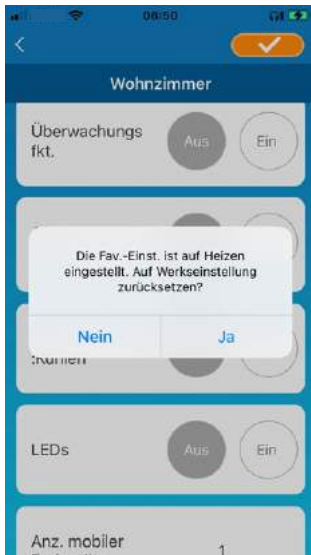 08:50
Wohnzimmer
Überwachungs
fkt.
Aus
Ein
Die Fav.-Einst. ist auf Heizen
eingestellt. Auf Werkseinstellung
zurücksetzen?
Nein
Ja
:Kühlen
LEDs
Aus
Ein
Anz. mobiler
1